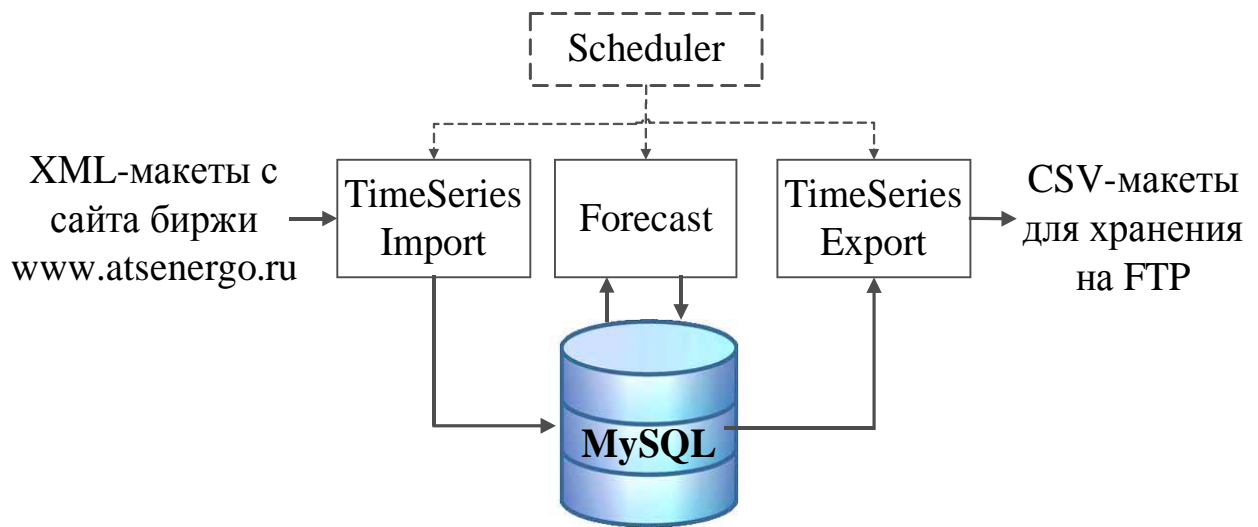 Scheduler
XML-макеты с
сайта биржи
www.atsenergo.ru
TimeSeries
Import
Forecast
TimeSeries
Export
CSV-макеты
для хранения
на FTP
MySQL